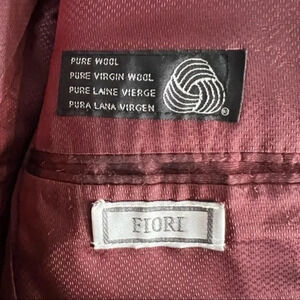 PURE WOOL
PURE VIRGIN WOOL
PURE LAINE VIERGE
PURA LANA VIRGEN
FIORI